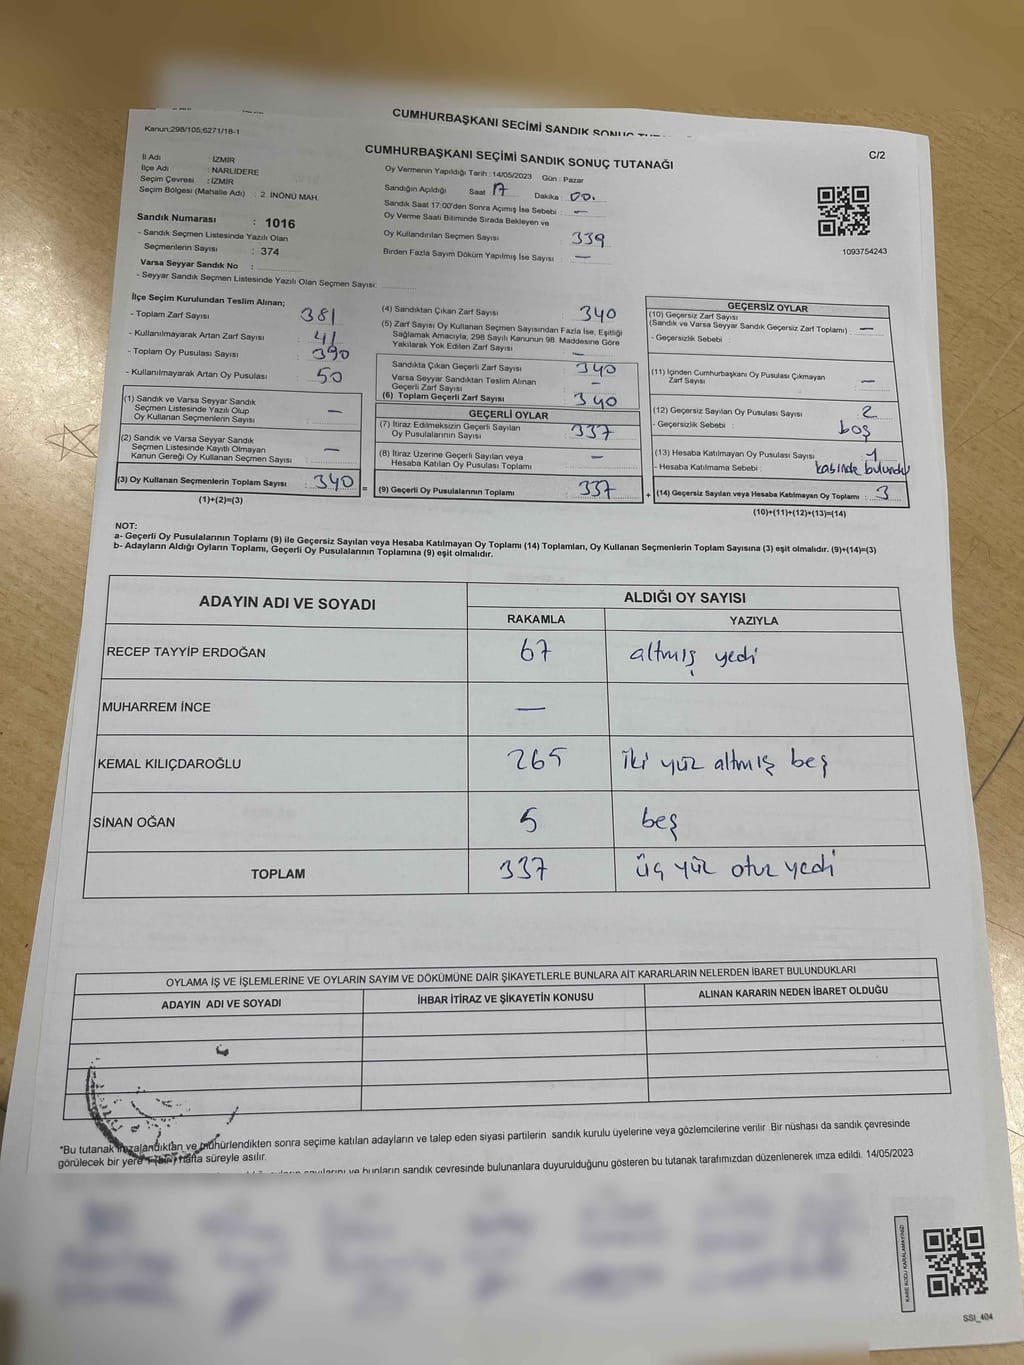 CUMHURBAŞKANI SEÇİMİ SANDIK SONUÇ
Kanun:298/105;6271/18-1
C/2
CUMHURBAŞKANI SEÇİMİ SANDIK SONUÇ TUTANAĞI
İl Adı : İZMİR
İlçe Adı : NARLIDERE
Seçim Çevresi : İZMİR
Seçim Bölgesi (Mahalle Adı) : 2. İNÖNÜ MAH.
Sandık Numarası : 1016
- Sandık Seçmen Listesinde Yazılı Olan
Seçmenlerin Sayısı : 374
Varsa Seyyar Sandık No :
- Seyyar Sandık Seçmen Listesinde Yazılı Olan Seçmen Sayısı:
Oy Vermenin Yapıldığı Tarih : 14/05/2023 Gün : Pazar
Sandığın Açıldığı Saat 17 Dakika : 00.
Sandık Saat 17:00'den Sonra Açımış İse Sebebi : —
Oy Verme Saati Bitiminde Sırada Bekleyen ve
Oy Kullandırılan Seçmen Sayısı : 339
Birden Fazla Sayım Döküm Yapılmış İse Sayısı : —
1093754243
İlçe Seçim Kurulundan Teslim Alınan;
- Toplam Zarf Sayısı : 381
- Kullanılmayarak Artan Zarf Sayısı : 41
- Toplam Oy Pusulası Sayısı : 390
- Kullanılmayarak Artan Oy Pusulası : 50
(1) Sandık ve Varsa Seyyar Sandık
Seçmen Listesinde Yazılı Olup
Oy Kullanan Seçmenlerin Sayısı : —
(2) Sandık ve Varsa Seyyar Sandık
Seçmen Listesinde Kayıtlı Olmayan
Kanun Gereği Oy Kullanan Seçmen Sayısı : —
(3) Oy Kullanan Seçmenlerin Toplam Sayısı : 340 =
(1)+(2)=(3)
(4) Sandıktan Çıkan Zarf Sayısı : 340
(5) Zarf Sayısı Oy Kullanan Seçmen Sayısından Fazla İse, Eşitliği
Sağlamak Amacıyla, 298 Sayılı Kanunun 98. Maddesine Göre
Yakılarak Yok Edilen Zarf Sayısı : —
Sandıkta Çıkan Geçerli Zarf Sayısı : 340
Varsa Seyyar Sandıktan Teslim Alınan
Geçerli Zarf Sayısı : —
(6) Toplam Geçerli Zarf Sayısı : 340
GEÇERLİ OYLAR
(7) İtiraz Edilmeksizin Geçerli Sayılan
Oy Pusulalarının Sayısı : 337
(8) İtiraz Üzerine Geçerli Sayılan veya
Hesaba Katılan Oy Pusulası Toplamı : —
(9) Geçerli Oy Pusulalarının Toplamı : 337 +
GEÇERSİZ OYLAR
(10) Geçersiz Zarf Sayısı
(Sandık ve Varsa Seyyar Sandık Geçersiz Zarf Toplamı) : —
- Geçersizlik Sebebi :
(11) İçinden Cumhurbaşkanı Oy Pusulası Çıkmayan
Zarf Sayısı : —
(12) Geçersiz Sayılan Oy Pusulası Sayısı : 2
- Geçersizlik Sebebi : boş
(13) Hesaba Katılmayan Oy Pusulası Sayısı : 1
- Hesaba Katılmama Sebebi : kabinde bulundu
(14) Geçersiz Sayılan veya Hesaba Katılmayan Oy Toplamı : 3
(10)+(11)+(12)+(13)=(14)
NOT:
a- Geçerli Oy Pusulalarının Toplamı (9) ile Geçersiz Sayılan veya Hesaba Katılmayan Oy Toplamı (14) Toplamları, Oy Kullanan Seçmenlerin Toplam Sayısına (3) eşit olmalıdır. (9)+(14)=(3)
b- Adayların Aldığı Oyların Toplamı, Geçerli Oy Pusulalarının Toplamına (9) eşit olmalıdır.
ADAYIN ADI VE SOYADI ALDIĞI OY SAYISI
RAKAMLA YAZIYLA
RECEP TAYYİP ERDOĞAN 67 altmış yedi
MUHARREM İNCE —
KEMAL KILIÇDAROĞLU 265 iki yüz altmış beş
SİNAN OĞAN 5 beş
TOPLAM 337 üç yüz otuz yedi
OYLAMA İŞ VE İŞLEMLERİNE VE OYLARIN SAYIM VE DÖKÜMÜNE DAİR ŞİKAYETLERLE BUNLARA AİT KARARLARIN NELERDEN İBARET BULUNDUKLARI
ADAYIN ADI VE SOYADI İHBAR İTİRAZ VE ŞİKAYETİN KONUSU ALINAN KARARIN NEDEN İBARET OLDUĞU
*Bu tutanak imzalandıktan ve mühürlendikten sonra seçime katılan adayların ve talep eden siyasi partilerin sandık kurulu üyelerine veya gözlemcilerine verilir. Bir nüshası da sandık çevresinde
görülecek bir yere 1 (bir) hafta süreyle asılır.
ve bunların sandık çevresinde bulunanlara duyurulduğunu gösteren bu tutanak tarafımızdan düzenlenerek imza edildi. 14/05/2023
KARE KODU KARALAMAYINIZ!
SSI_404